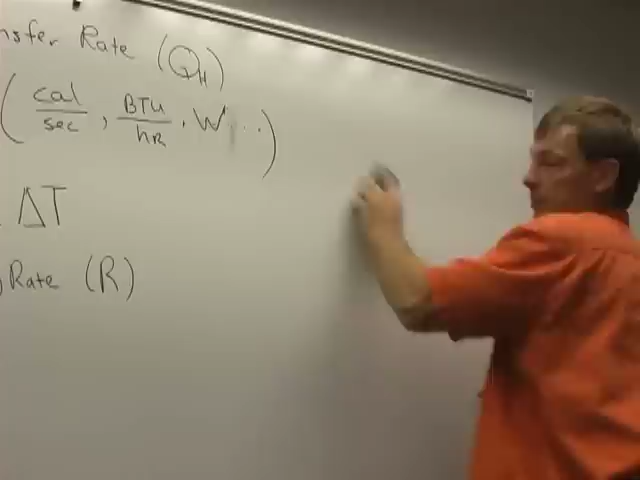 nsfer Rate (QH)
(cal/sec, BTU/hR, W, ...)
ΔT
Rate (R)